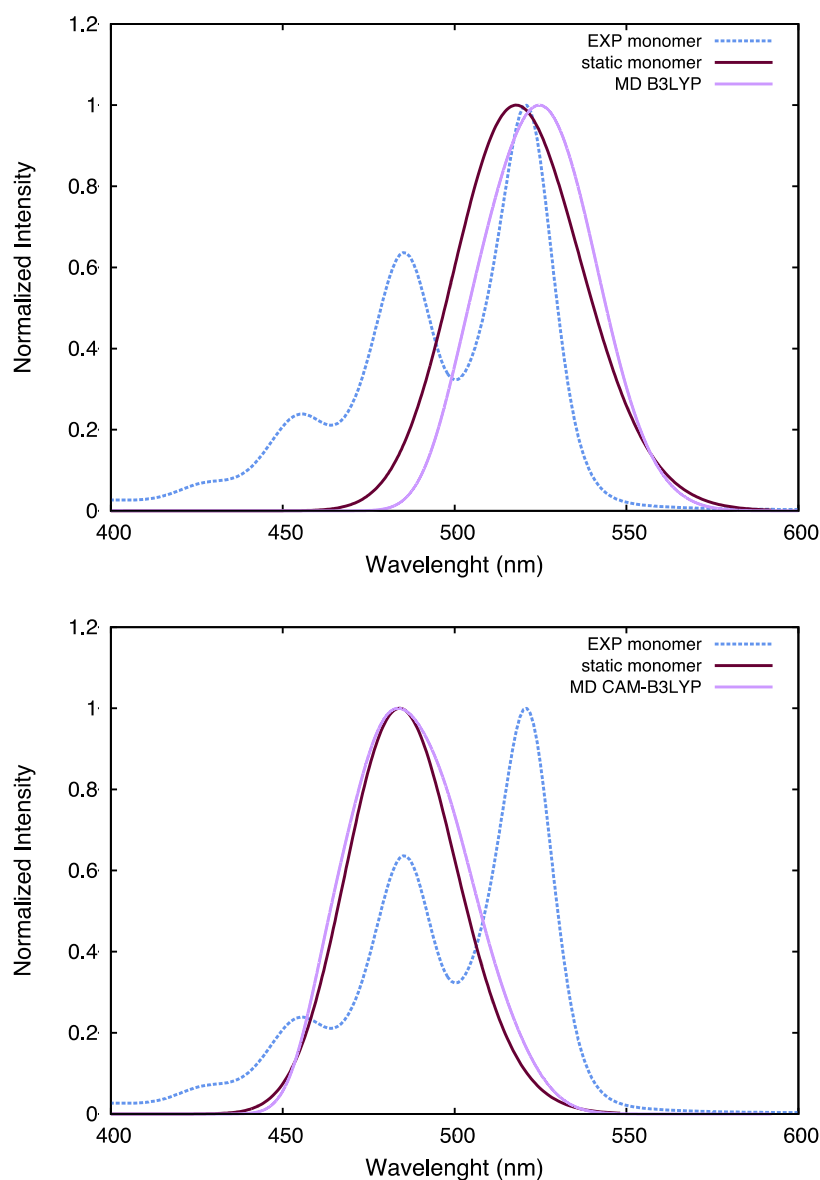 1.2
1
0.8
0.6
0.4
0.2
0
Normalized Intensity
EXP monomer
static monomer
MD B3LYP
400
450
500
550
600
Wavelenght (nm)
1.2
1
0.8
0.6
0.4
0.2
0
Normalized Intensity
EXP monomer
static monomer
MD CAM-B3LYP
400
450
500
550
600
Wavelenght (nm)